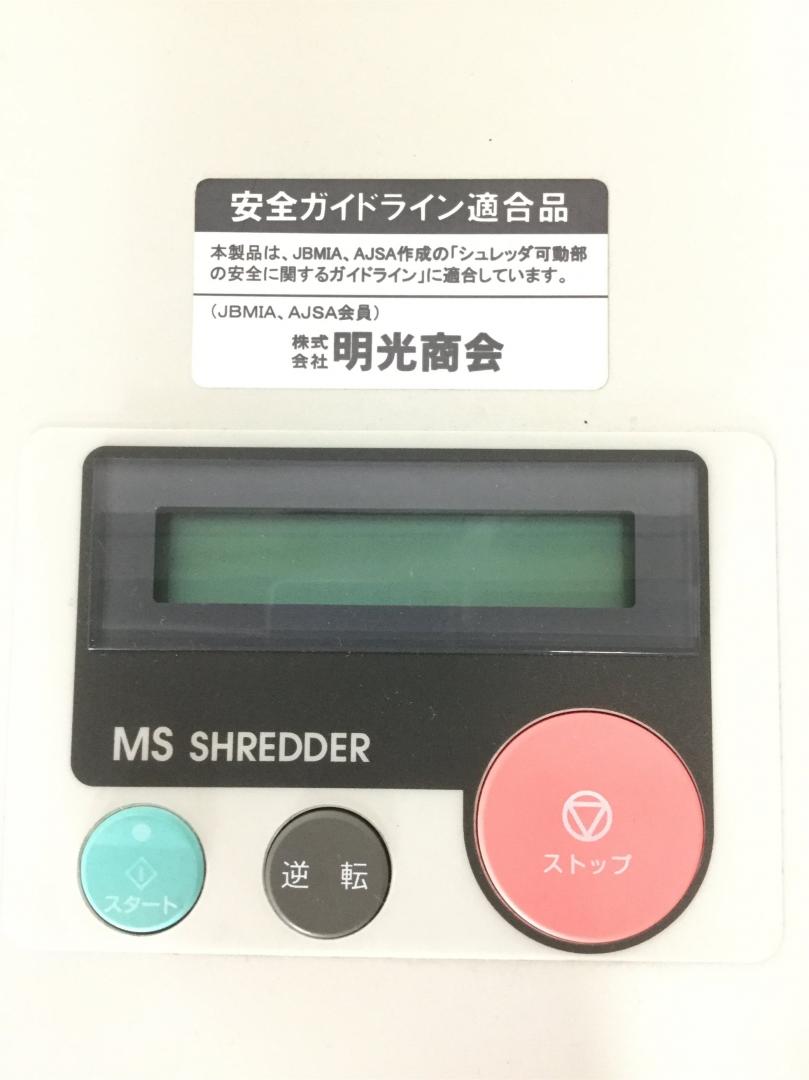 安全ガイドライン適合品
本製品は、JBMIA、AJSA作成の「シュレッダ可動部
の安全に関するガイドライン」に適合しています。
(JBMIA、AJSA会員)
株式会社 明光商会
MS SHREDDER
スタート
逆 転
ストップ